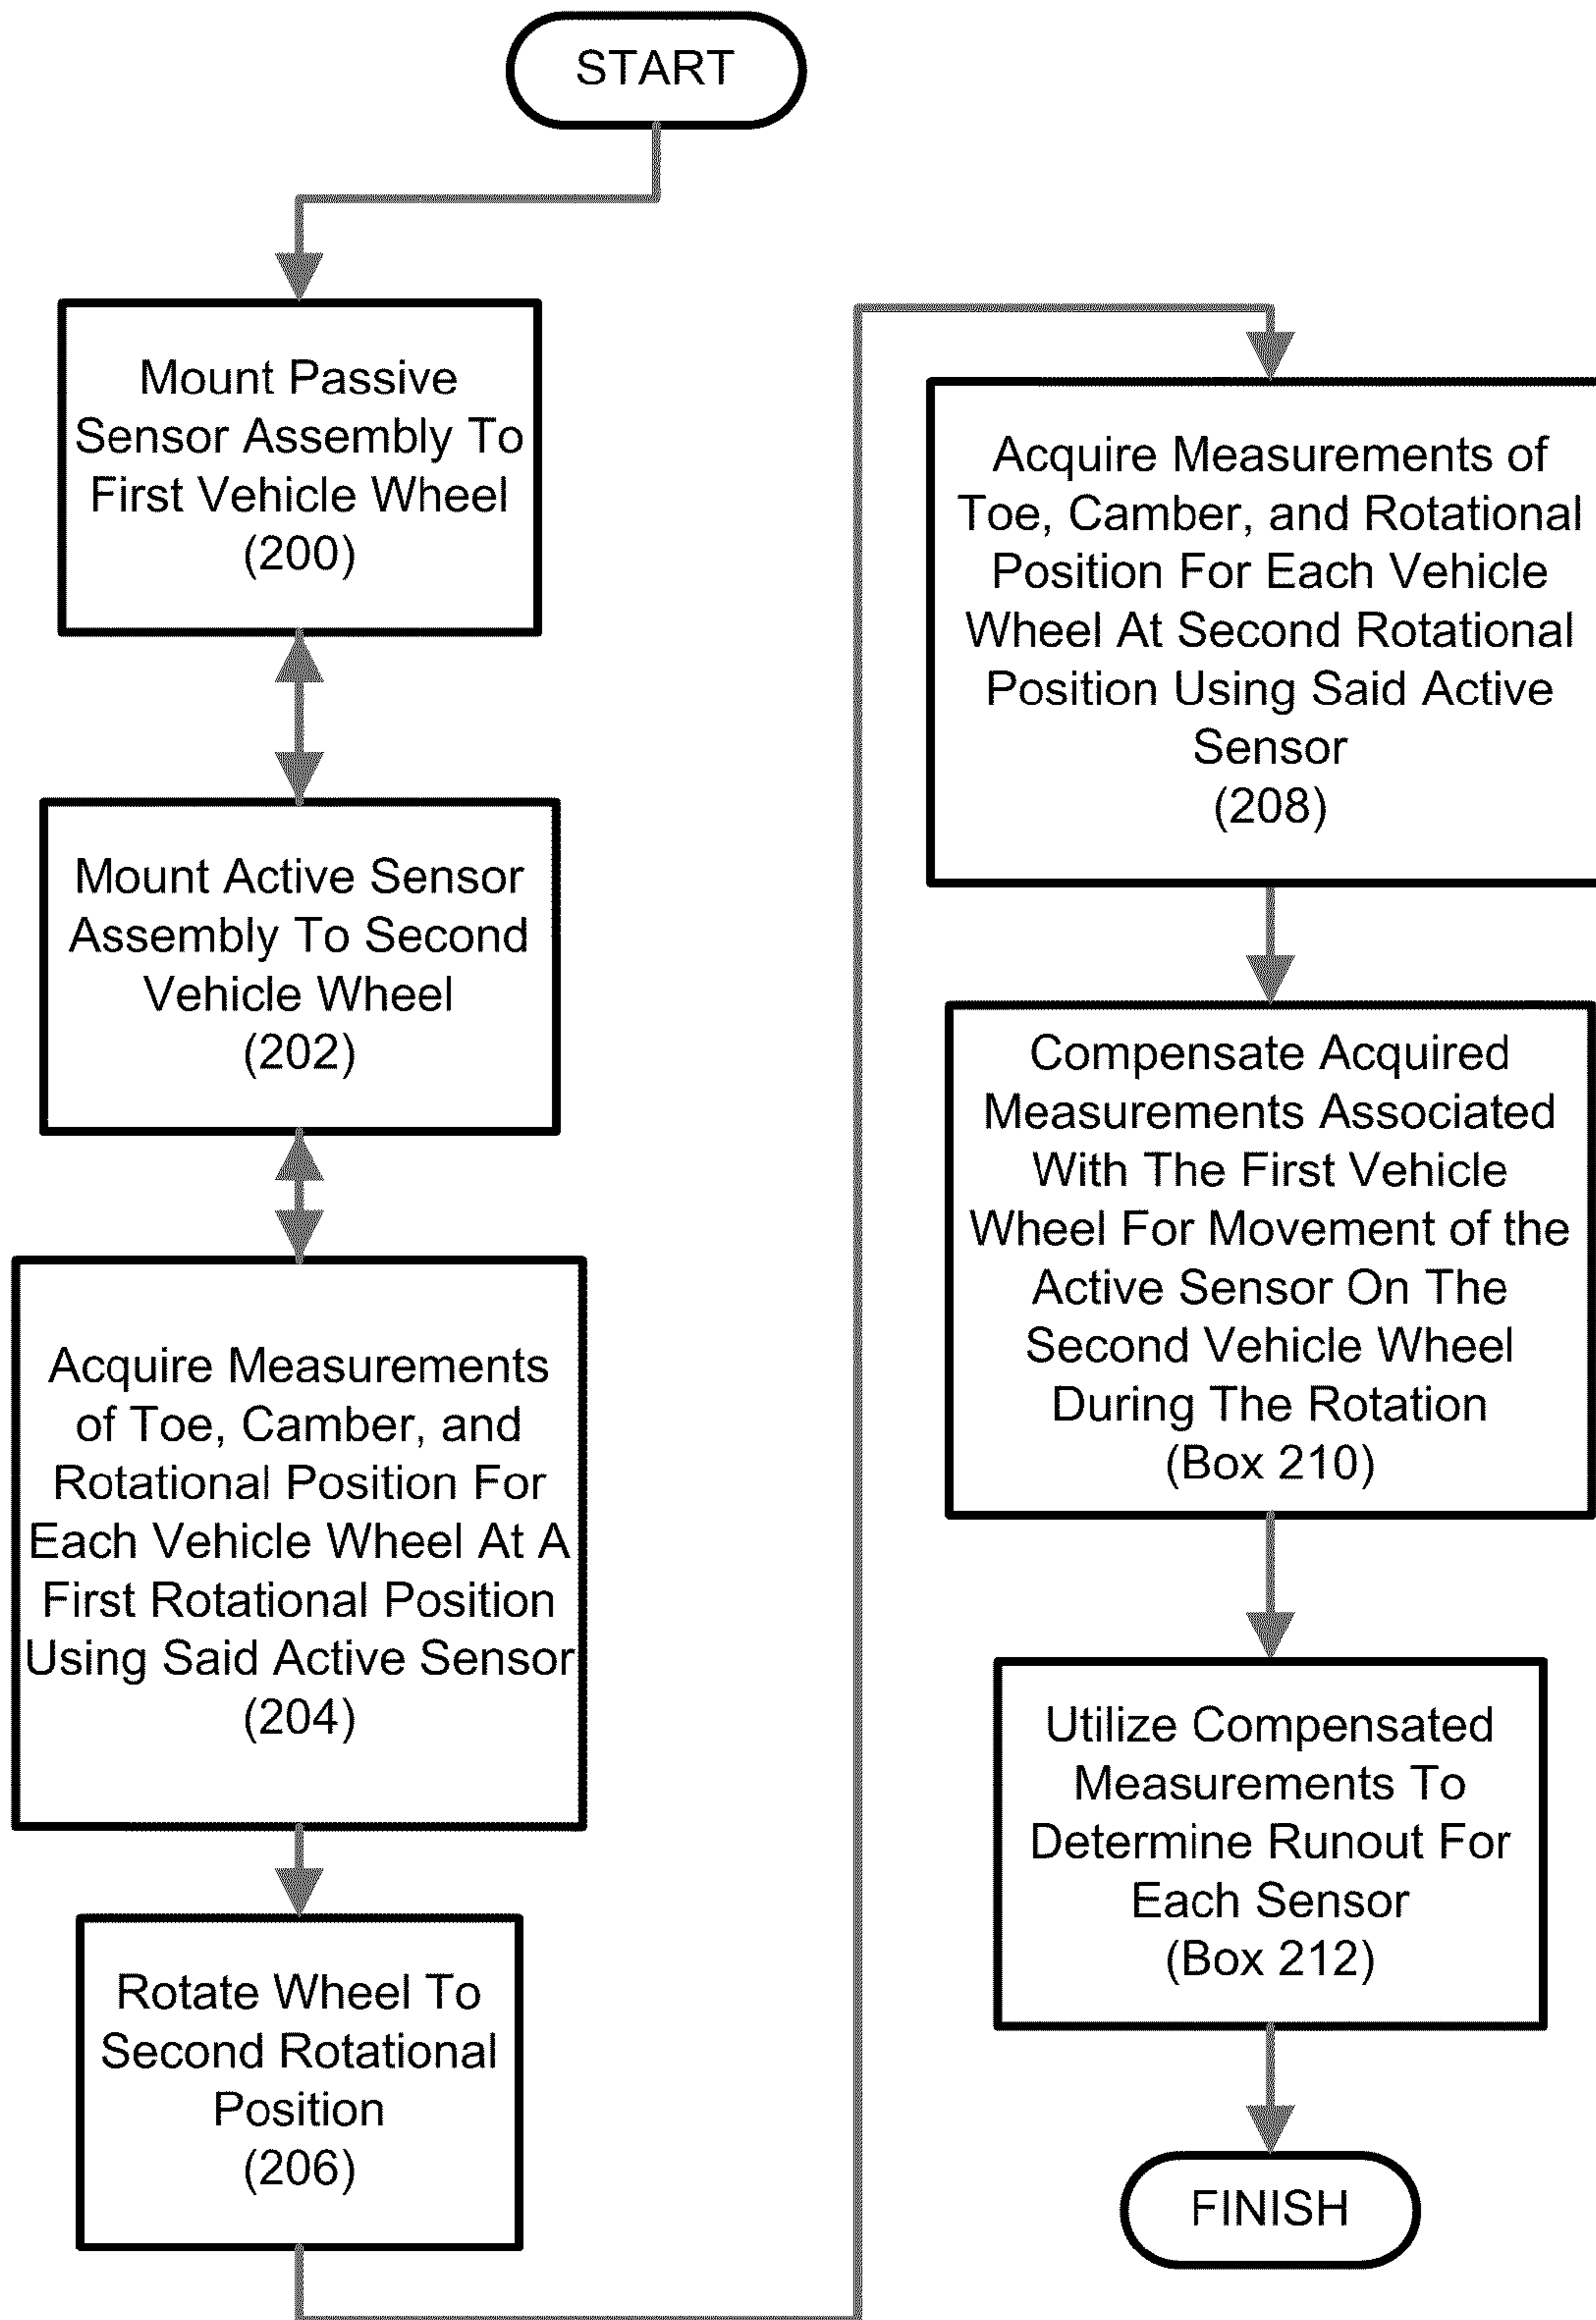 START
Mount Passive
Sensor Assembly To
First Vehicle Wheel
(200)
Mount Active Sensor
Assembly To Second
Vehicle Wheel
(202)
Acquire Measurements
of Toe, Camber, and
Rotational Position For
Each Vehicle Wheel At A
First Rotational Position
Using Said Active Sensor
(204)
Rotate Wheel To
Second Rotational
Position
(206)
Acquire Measurements of
Toe, Camber, and Rotational
Position For Each Vehicle
Wheel At Second Rotational
Position Using Said Active
Sensor
(208)
Compensate Acquired
Measurements Associated
With The First Vehicle
Wheel For Movement of the
Active Sensor On The
Second Vehicle Wheel
During The Rotation
(Box 210)
Utilize Compensated
Measurements To
Determine Runout For
Each Sensor
(Box 212)
FINISH